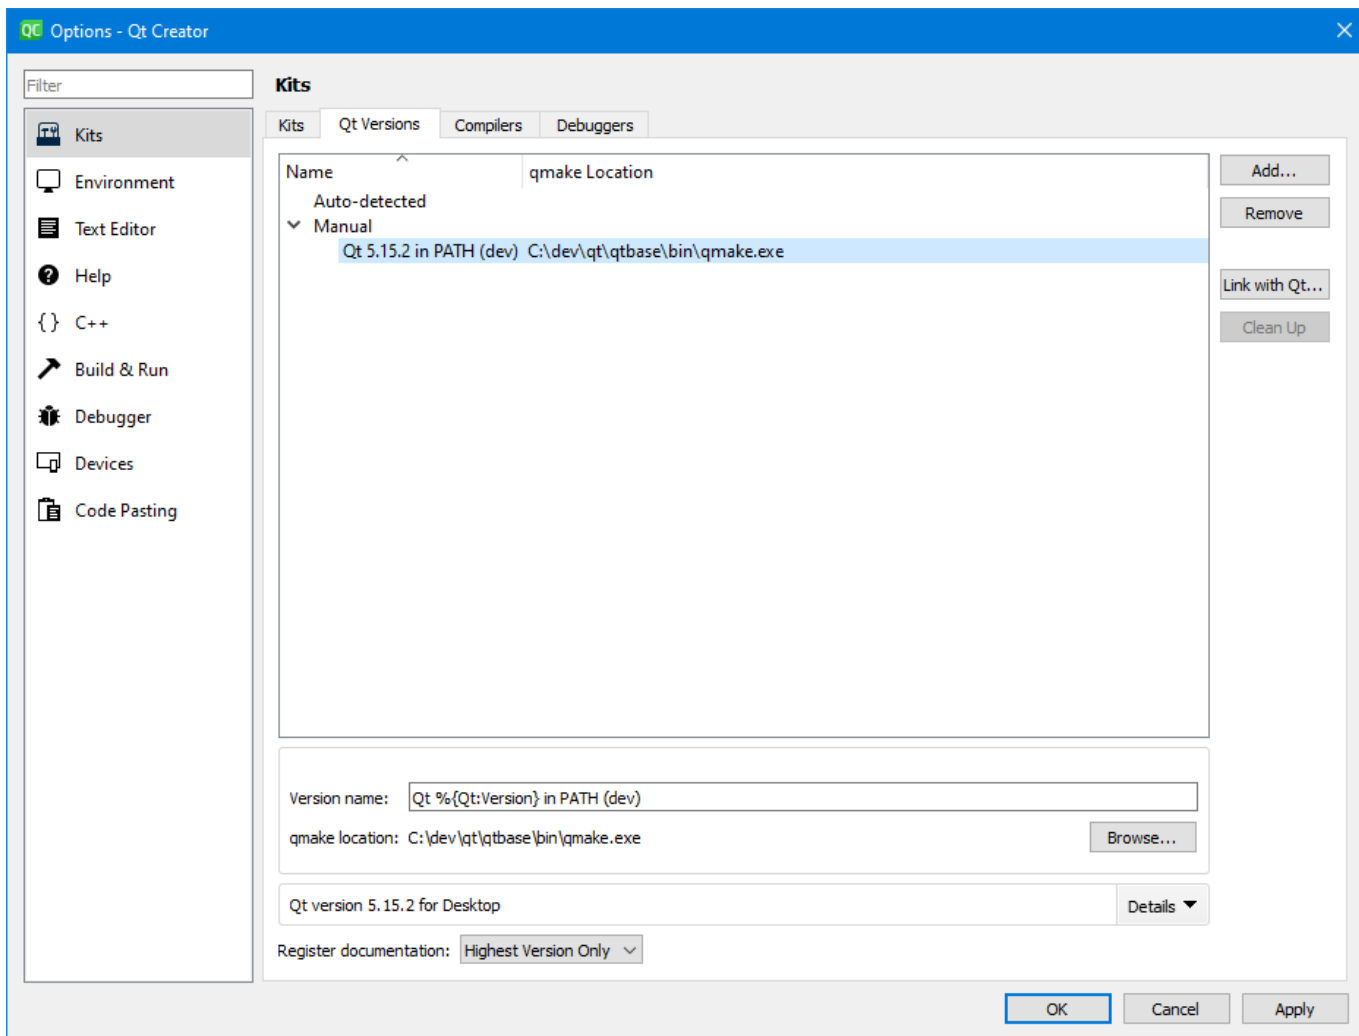 QC Options - Qt Creator
Filter
Kits
Environment
Text Editor
Help
{} C++
Build & Run
Debugger
Devices
Code Pasting
Kits
Kits Qt Versions Compilers Debuggers
Name qmake Location
Auto-detected
Manual
Qt 5.15.2 in PATH (dev) C:\dev\qt\qtbase\bin\qmake.exe
Add...
Remove
Link with Qt...
Clean Up
Version name: Qt %{Qt:Version} in PATH (dev)
qmake location: C:\dev\qt\qtbase\bin\qmake.exe Browse...
Qt version 5.15.2 for Desktop Details
Register documentation: Highest Version Only
OK Cancel Apply